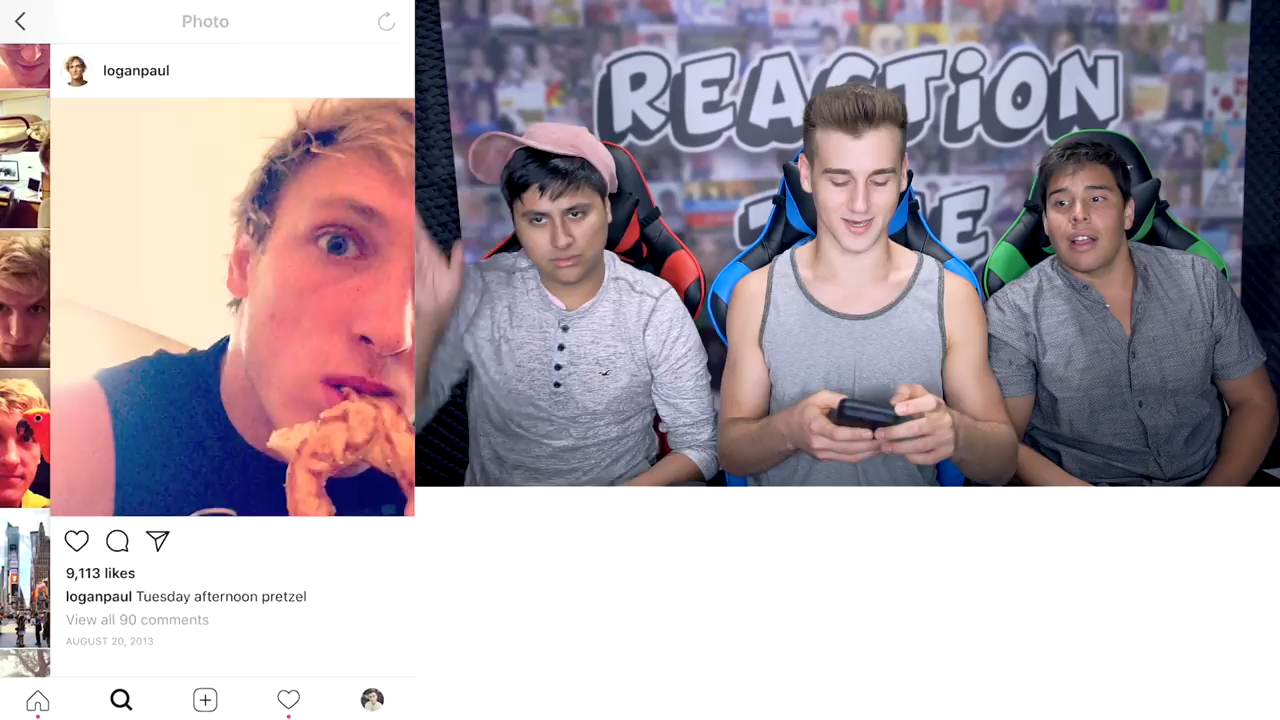 Photo
loganpaul
9,113 likes
loganpaul Tuesday afternoon pretzel
View all 90 comments
AUGUST 20, 2013
REACTION